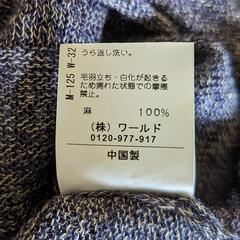 M-125 W-32
うら返し洗い。
毛羽立ち・白化が起きる
ため濡れた状態での摩擦
禁止。
麻 100%
(株)ワールド
0120-977-917
中国製